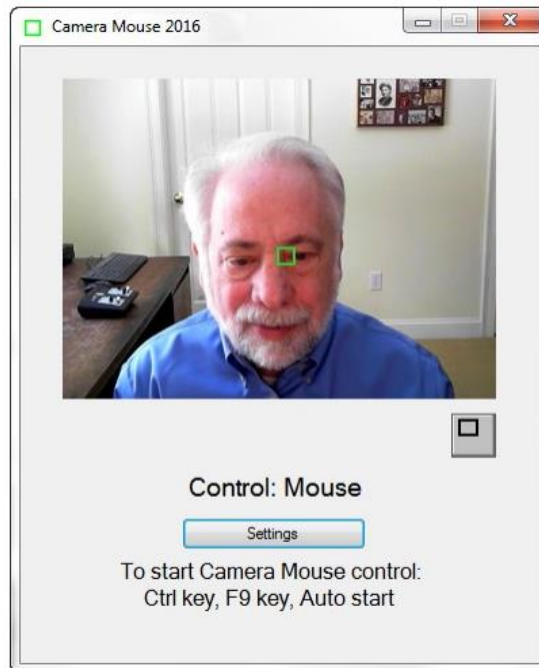 Camera Mouse 2016
Control: Mouse
Settings
To start Camera Mouse control:
Ctrl key, F9 key, Auto start